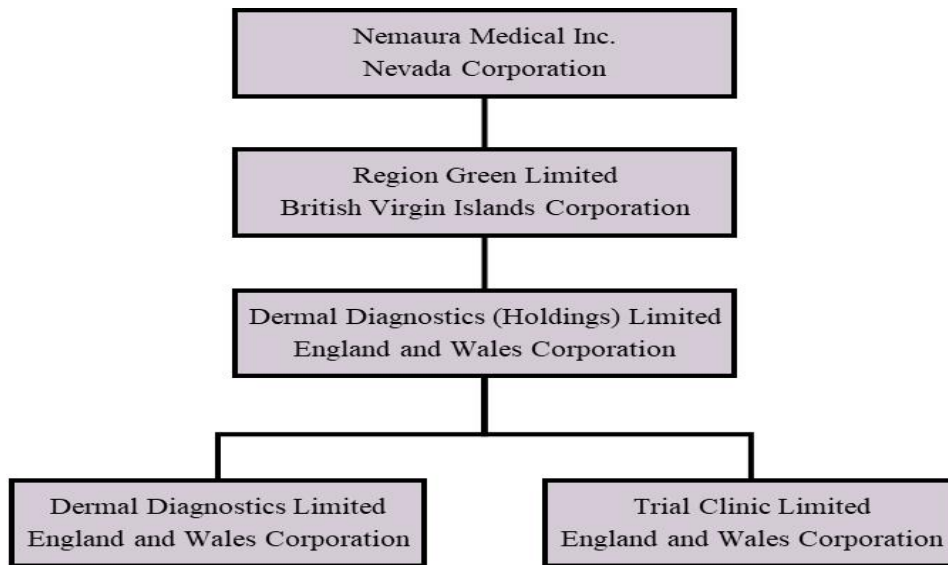 Nemaura Medical Inc.
Nevada Corporation
Region Green Limited
British Virgin Islands Corporation
Dermal Diagnostics (Holdings) Limited
England and Wales Corporation
Dermal Diagnostics Limited
England and Wales Corporation
Trial Clinic Limited
England and Wales Corporation